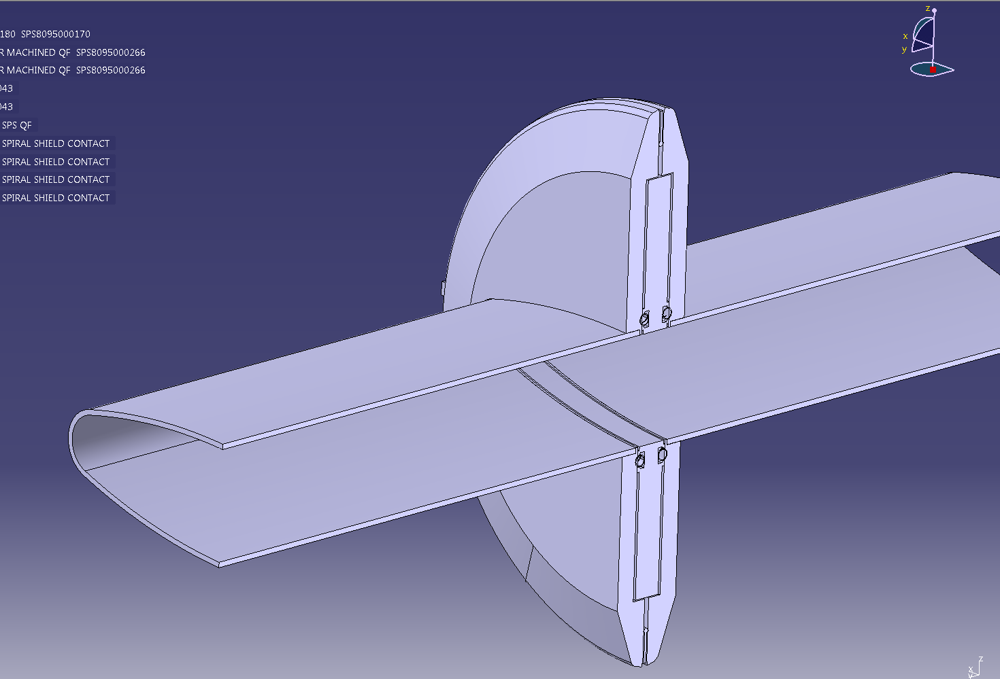 180 SPS8095000170
R MACHINED QF SPS8095000266
R MACHINED QF SPS8095000266
043
043
SPS QF
SPIRAL SHIELD CONTACT
SPIRAL SHIELD CONTACT
SPIRAL SHIELD CONTACT
SPIRAL SHIELD CONTACT
z
x
y
z
x
y